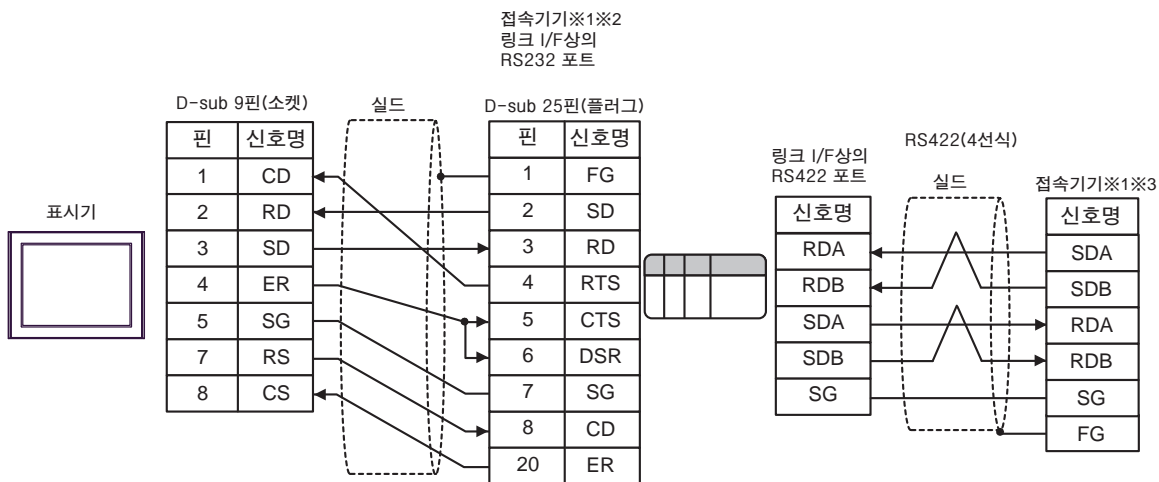 접속기기※1※2
링크 I/F상의
RS232 포트
D-sub 9핀(소켓)
실드
D-sub 25핀(플러그)
핀 신호명
1 CD
2 RD
3 SD
4 ER
5 SG
7 RS
8 CS
핀 신호명
1 FG
2 SD
3 RD
4 RTS
5 CTS
6 DSR
7 SG
8 CD
20 ER
표시기
RS422(4선식)
링크 I/F상의
RS422 포트
실드
접속기기※1※3
신호명
RDA
RDB
SDA
SDB
SG
신호명
SDA
SDB
RDA
RDB
SG
FG